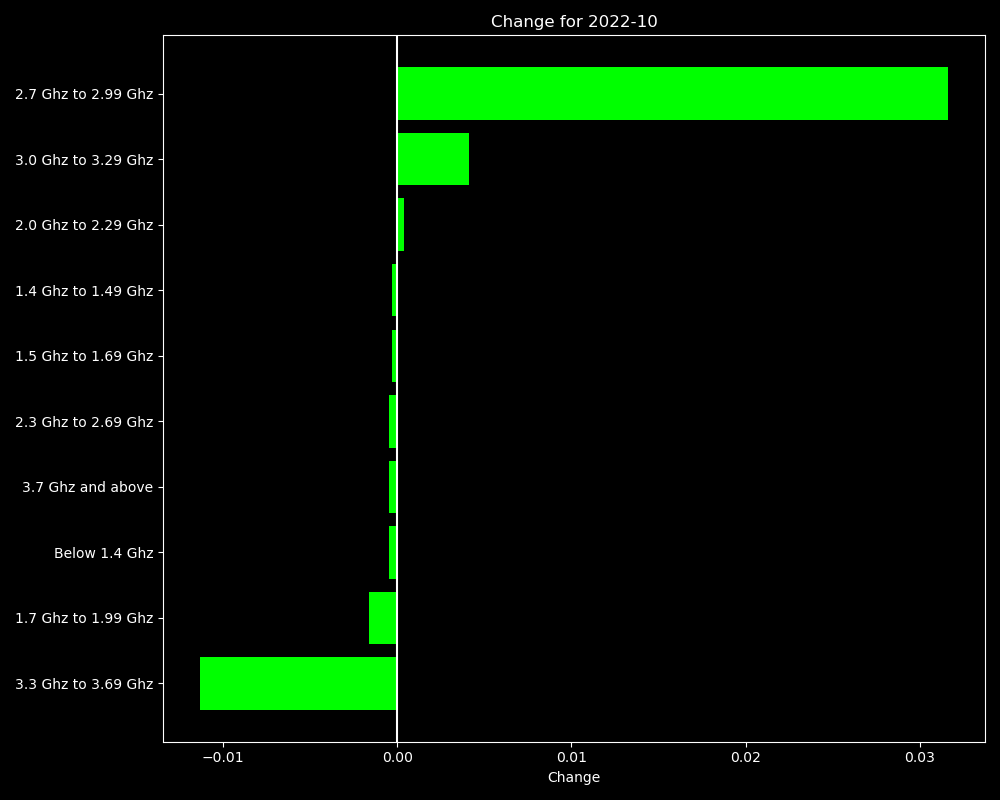 Change for 2022-10
2.7 Ghz to 2.99 Ghz
3.0 Ghz to 3.29 Ghz
2.0 Ghz to 2.29 Ghz
1.4 Ghz to 1.49 Ghz
1.5 Ghz to 1.69 Ghz
2.3 Ghz to 2.69 Ghz
3.7 Ghz and above
Below 1.4 Ghz
1.7 Ghz to 1.99 Ghz
3.3 Ghz to 3.69 Ghz
−0.01 0.00 0.01 0.02 0.03
Change